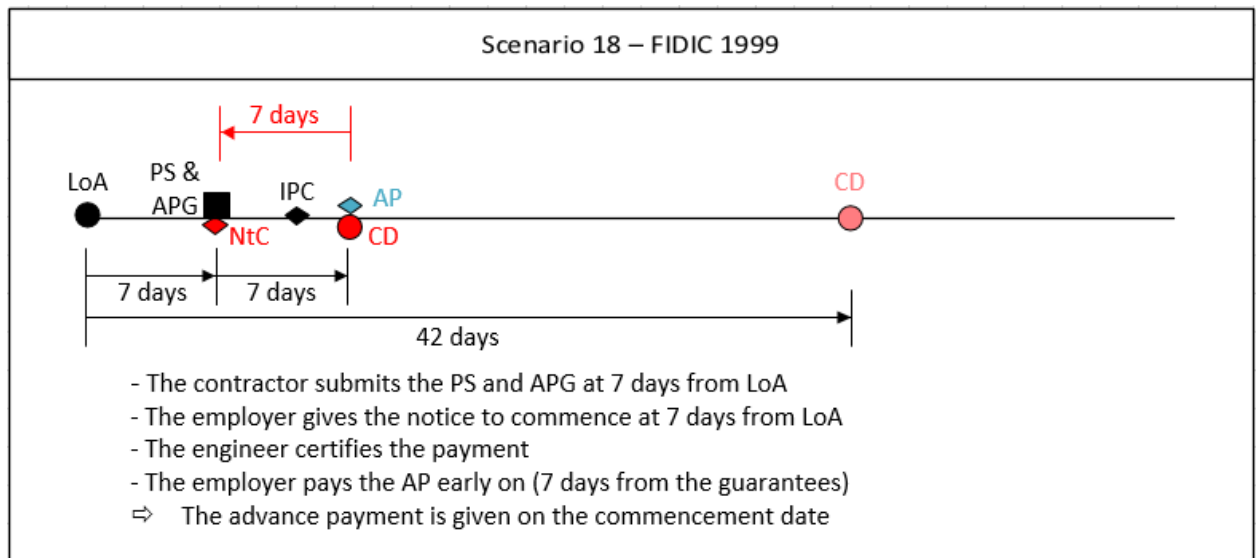 Scenario 18 – FIDIC 1999
7 days
LoA
PS &
APG
IPC
AP
CD
NtC
CD
7 days
7 days
42 days
- The contractor submits the PS and APG at 7 days from LoA
- The employer gives the notice to commence at 7 days from LoA
- The engineer certifies the payment
- The employer pays the AP early on (7 days from the guarantees)
⇨ The advance payment is given on the commencement date